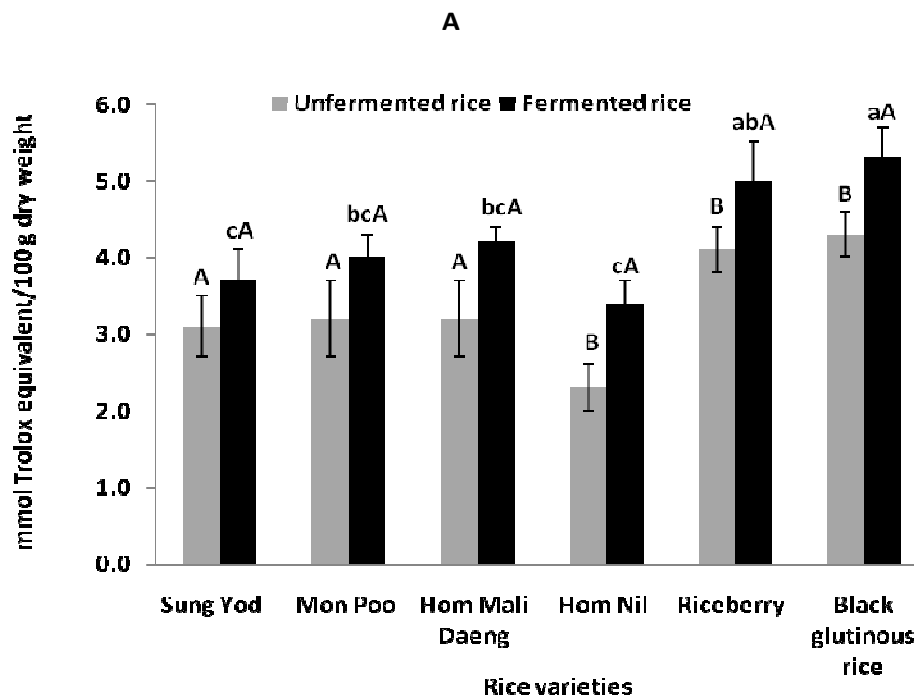 A
mmol Trolox equivalent/100g dry weight
6.0
5.0
4.0
3.0
2.0
1.0
0.0
Unfermented rice Fermented rice
A cA
A bcA
A bcA
B cA
B abA
B aA
Sung Yod Mon Poo Hom Mali Hom Nil Riceberry Black
Daeng glutinous
rice
Rice varieties